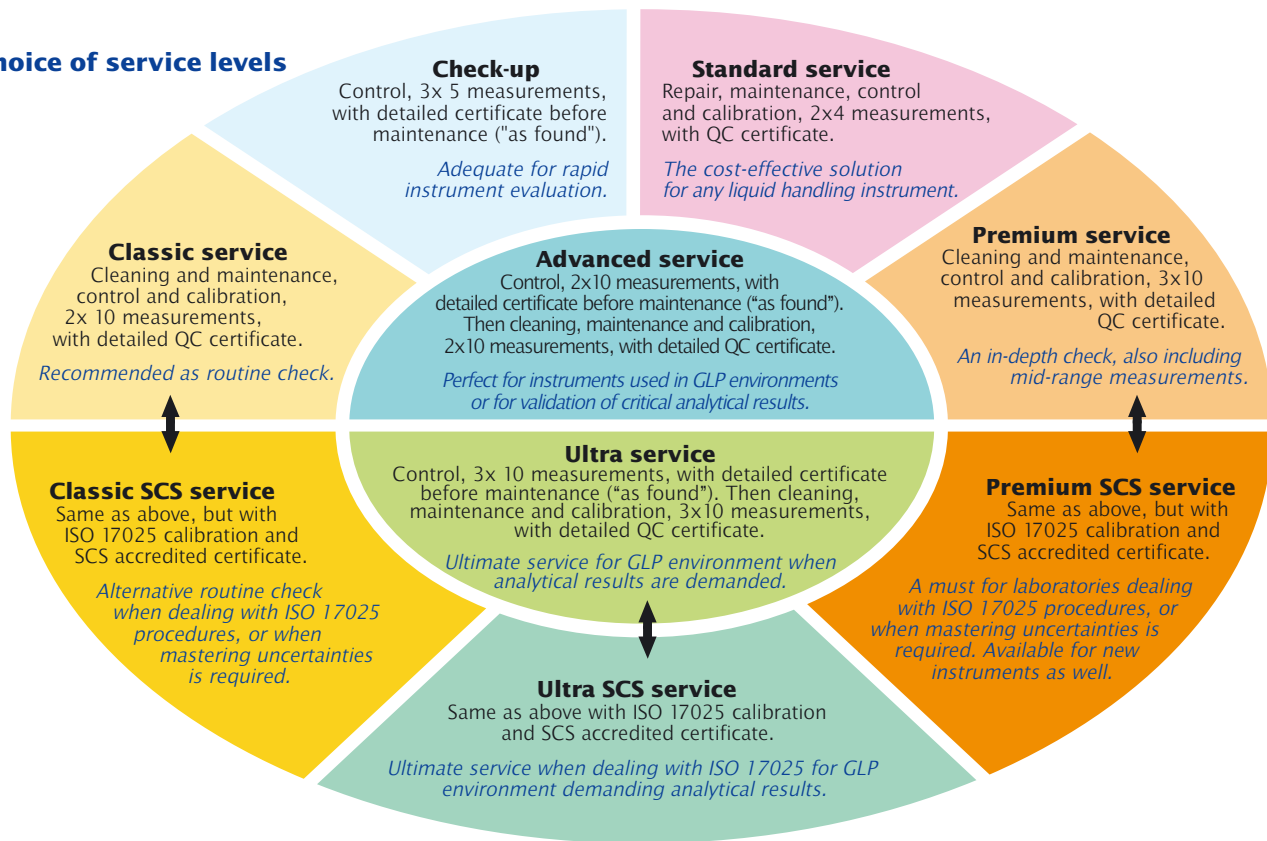 hoice of service levels
Check-up
Control, 3x 5 measurements,
with detailed certificate before
maintenance ("as found").
Adequate for rapid
instrument evaluation.
Standard service
Repair, maintenance, control
and calibration, 2x4 measurements,
with QC certificate.
The cost-effective solution
for any liquid handling instrument.
Classic service
Cleaning and maintenance,
control and calibration,
2x 10 measurements,
with detailed QC certificate.
Recommended as routine check.
Advanced service
Control, 2x10 measurements, with
detailed certificate before maintenance (“as found”).
Then cleaning, maintenance and calibration,
2x10 measurements, with detailed QC certificate.
Perfect for instruments used in GLP environments
or for validation of critical analytical results.
Premium service
Cleaning and maintenance,
control and calibration, 3x10
measurements, with detailed
QC certificate.
An in-depth check, also including
mid-range measurements.
Classic SCS service
Same as above, but with
ISO 17025 calibration and
SCS accredited certificate.
Alternative routine check
when dealing with ISO 17025
procedures, or when
mastering uncertainties
is required.
Ultra service
Control, 3x 10 measurements, with detailed certificate
before maintenance (“as found”). Then cleaning,
maintenance and calibration, 3x10 measurements,
with detailed QC certificate.
Ultimate service for GLP environment when
analytical results are demanded.
Premium SCS service
Same as above, but with
ISO 17025 calibration and
SCS accredited certificate.
A must for laboratories dealing
with ISO 17025 procedures, or
when mastering uncertainties is
required. Available for new
instruments as well.
Ultra SCS service
Same as above with ISO 17025 calibration
and SCS accredited certificate.
Ultimate service when dealing with ISO 17025 for GLP
environment demanding analytical results.